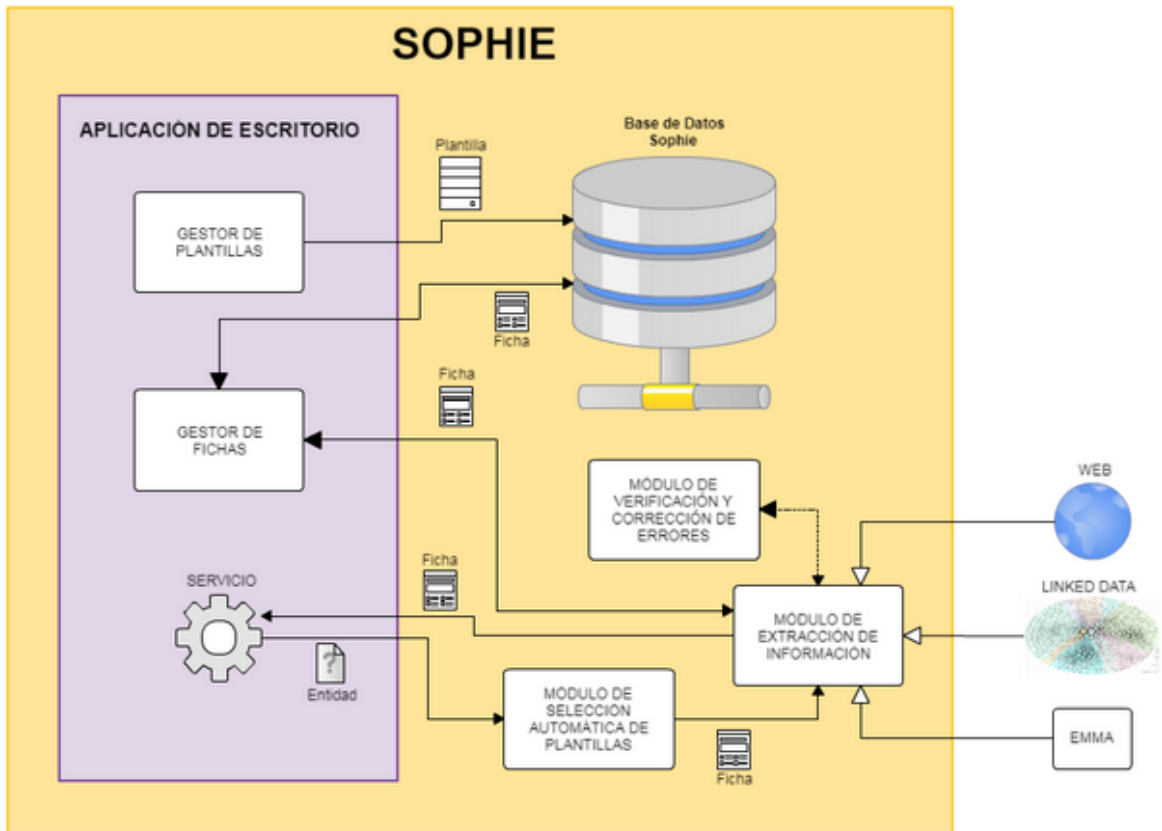 SOPHIE
APLICACIÓN DE ESCRITORIO
Base de Datos
Sophie
Plantilla
GESTOR DE
PLANTILLAS
Ficha
Ficha
GESTOR DE
FICHAS
MÓDULO DE
VERIFICACIÓN Y
CORRECCIÓN DE
ERRORES
WEB
Ficha
SERVICIO
LINKED DATA
MÓDULO DE
EXTRACCIÓN DE
INFORMACIÓN
?
Entidad
MÓDULO DE
SELECCIÓN
AUTOMÁTICA DE
PLANTILLAS
EMMA
Ficha